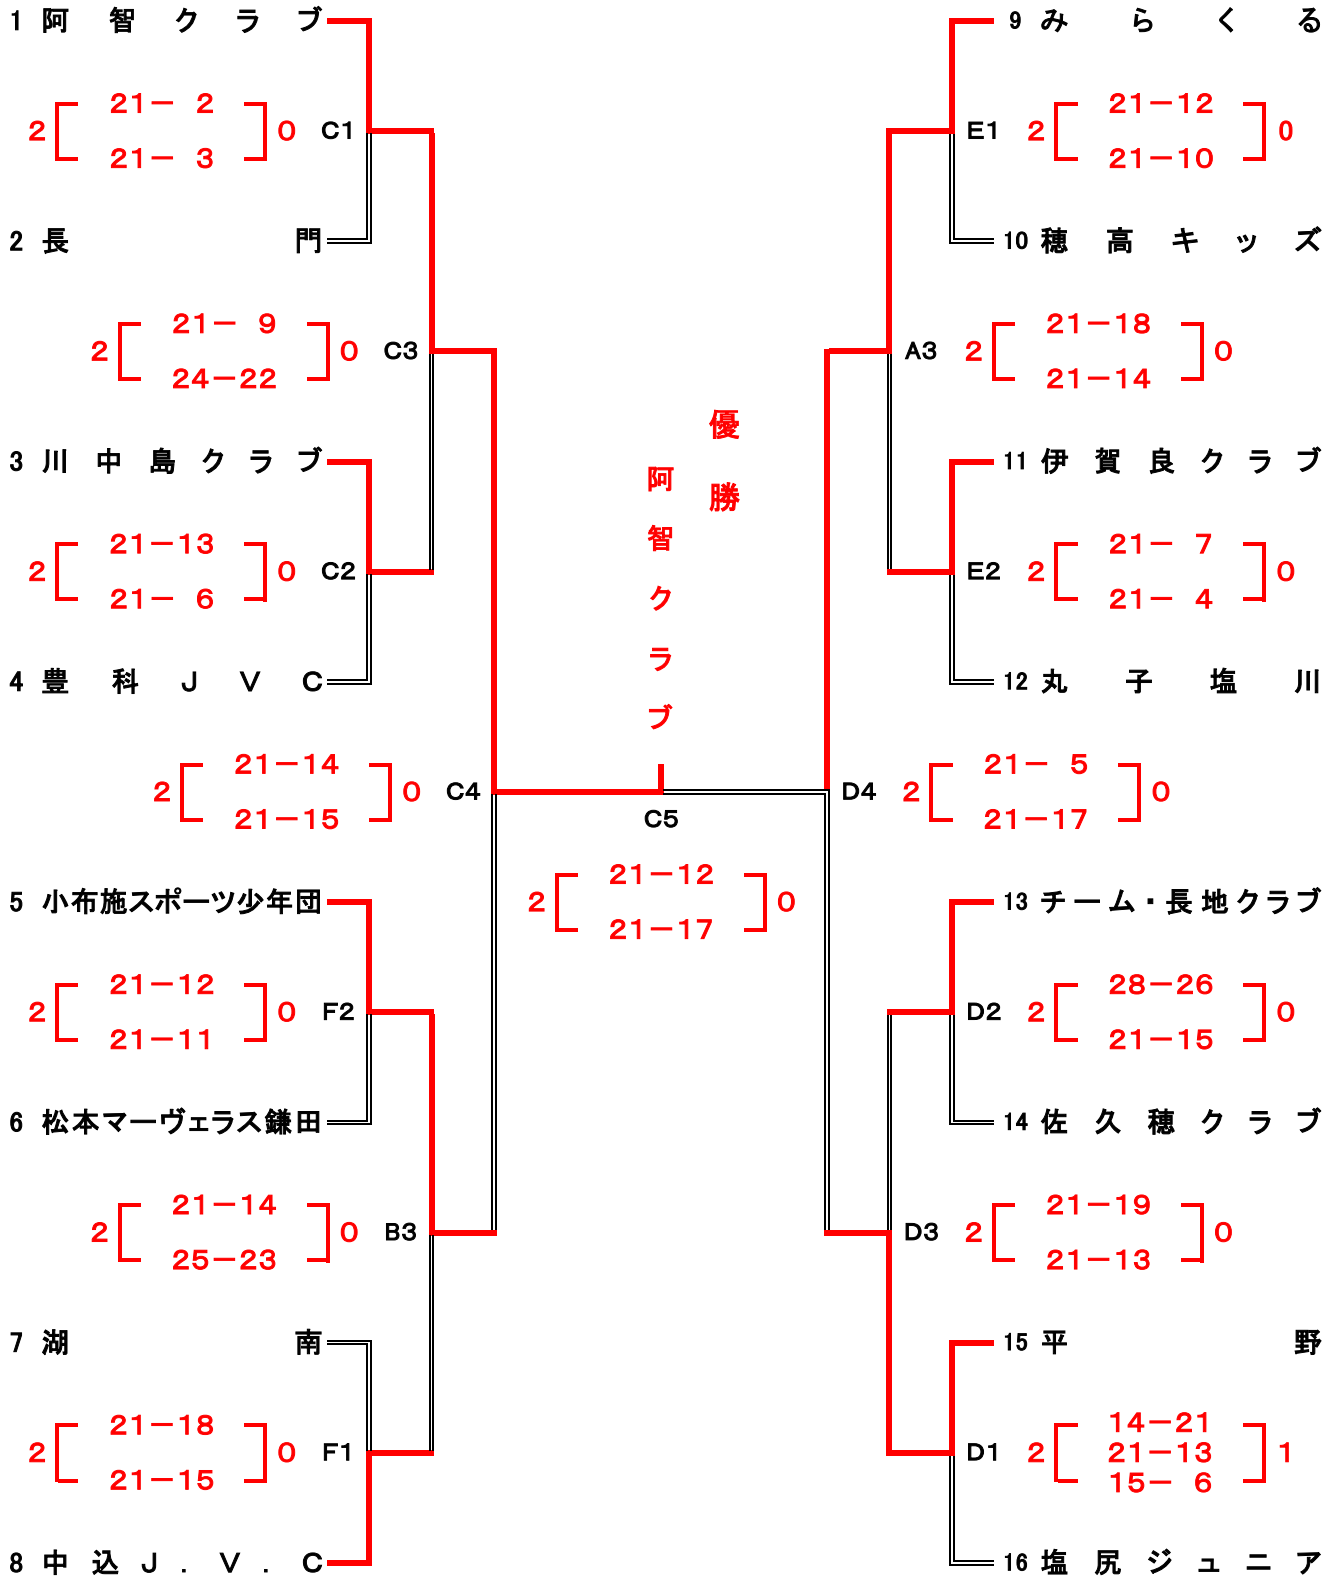 1 阿智クラブ
2 [ 21－ 2 21－ 3 ] 0 C1
2 長門
2 [ 21－ 9 24－22 ] 0 C3
3 川中島クラブ
2 [ 21－13 21－ 6 ] 0 C2
4 豊科JVC
2 [ 21－14 21－15 ] 0 C4
5 小布施スポーツ少年団
2 [ 21－12 21－11 ] 0 F2
6 松本マーヴェラス鎌田
2 [ 21－14 25－23 ] 0 B3
7 湖南
2 [ 21－18 21－15 ] 0 F1
8 中込J.V.C
優勝
阿智クラブ
C5
2 [ 21－12 21－17 ] 0
9 みらくる
E1 2 [ 21－12 21－10 ] 0
10 穂高キッズ
A3 2 [ 21－18 21－14 ] 0
11 伊賀良クラブ
E2 2 [ 21－ 7 21－ 4 ] 0
12 丸子塩川
D4 2 [ 21－ 5 21－17 ] 0
13 チーム・長地クラブ
D2 2 [ 28－26 21－15 ] 0
14 佐久穂クラブ
D3 2 [ 21－19 21－13 ] 0
15 平野
D1 2 [ 14－21 21－13 15－ 6 ] 1
16 塩尻ジュニア